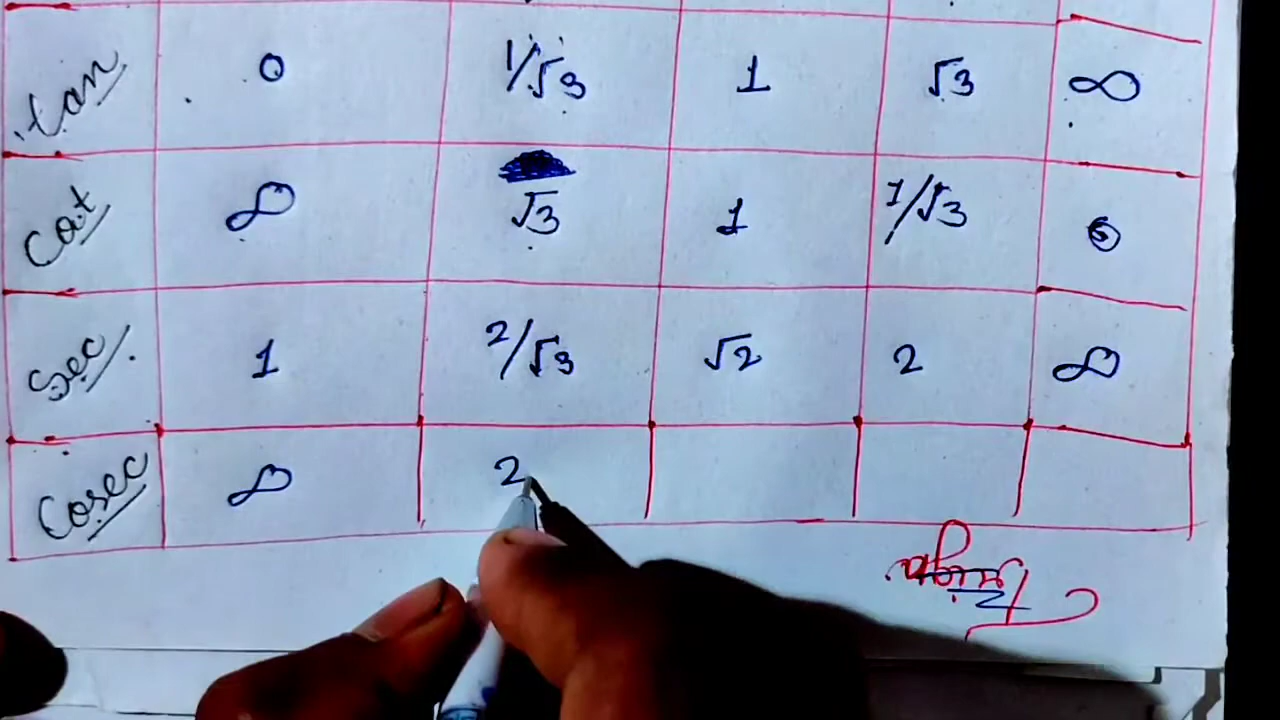 tan 0 1/√3 1 √3 ∞
Cot ∞ √3 1 1/√3 0
Sec 1 2/√3 √2 2 ∞
Cosec ∞ 2